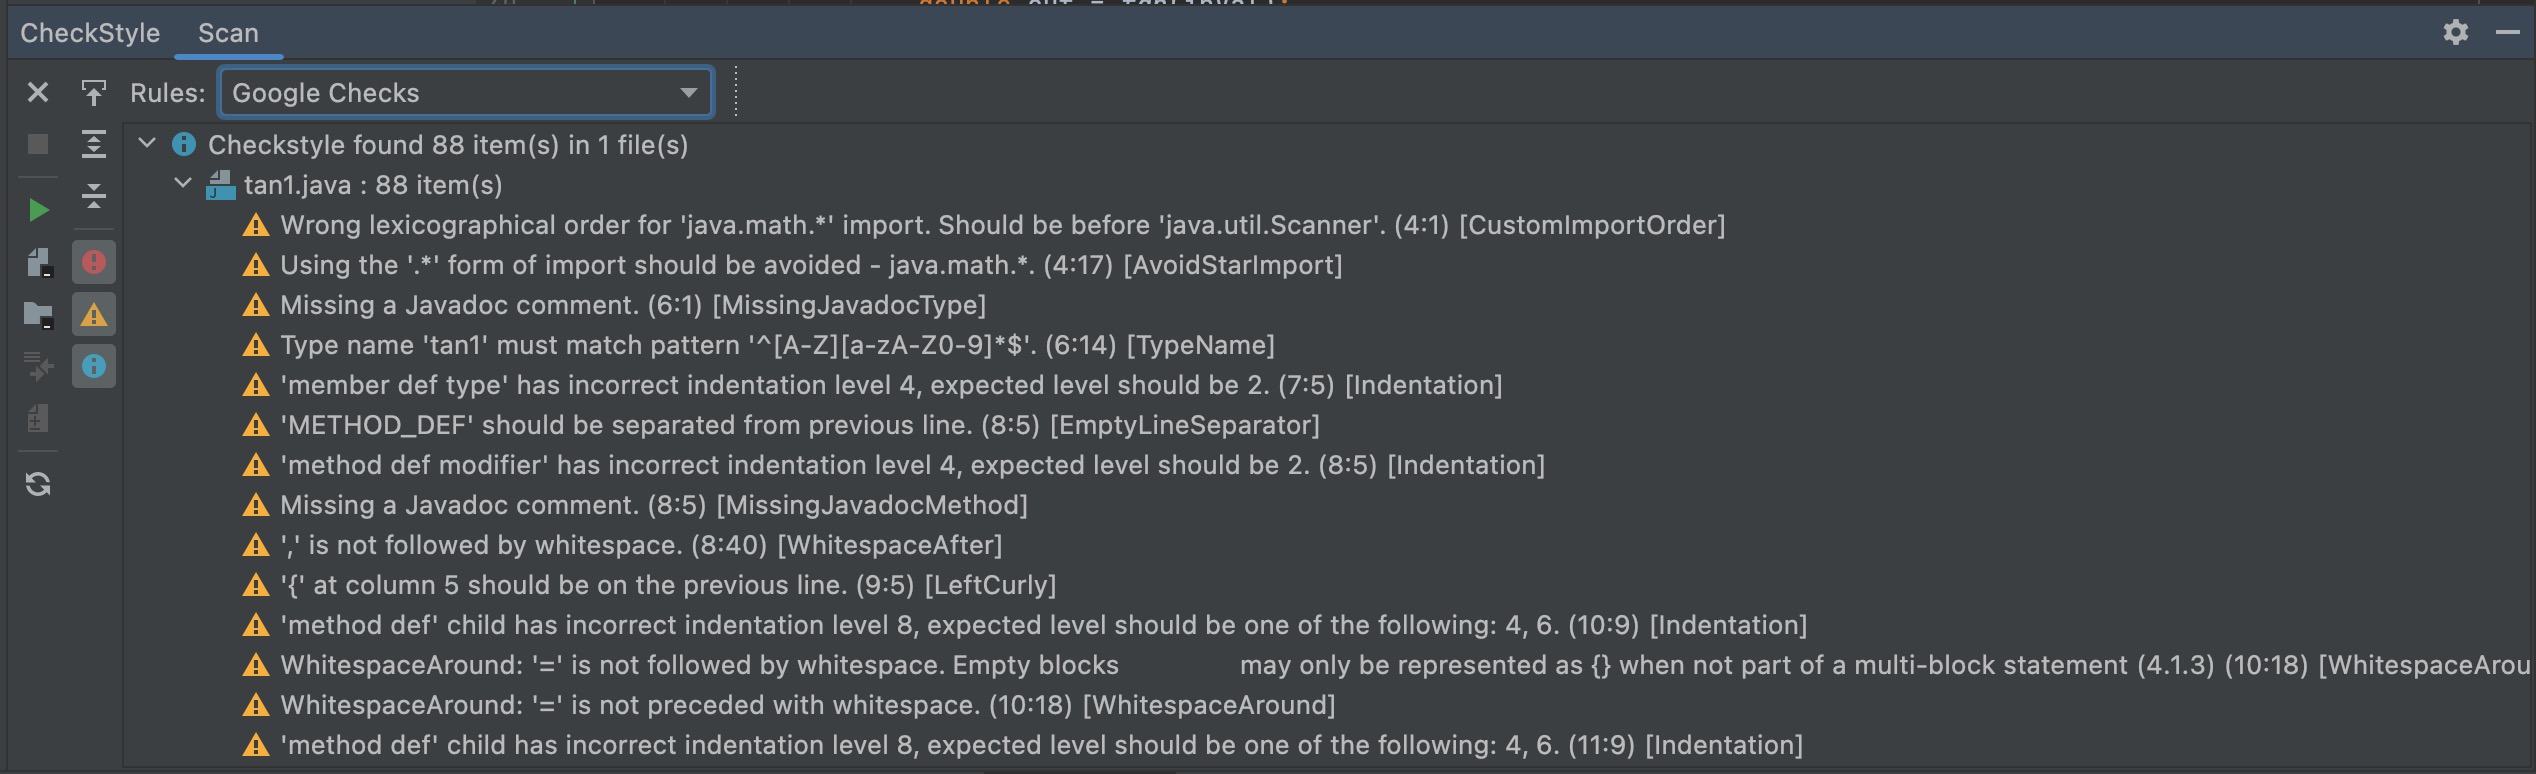 CheckStyle Scan
Rules: Google Checks
Checkstyle found 88 item(s) in 1 file(s)
tan1.java : 88 item(s)
Wrong lexicographical order for 'java.math.*' import. Should be before 'java.util.Scanner'. (4:1) [CustomImportOrder]
Using the '.*' form of import should be avoided - java.math.*. (4:17) [AvoidStarImport]
Missing a Javadoc comment. (6:1) [MissingJavadocType]
Type name 'tan1' must match pattern '^[A-Z][a-zA-Z0-9]*$'. (6:14) [TypeName]
'member def type' has incorrect indentation level 4, expected level should be 2. (7:5) [Indentation]
'METHOD_DEF' should be separated from previous line. (8:5) [EmptyLineSeparator]
'method def modifier' has incorrect indentation level 4, expected level should be 2. (8:5) [Indentation]
Missing a Javadoc comment. (8:5) [MissingJavadocMethod]
',' is not followed by whitespace. (8:40) [WhitespaceAfter]
'{' at column 5 should be on the previous line. (9:5) [LeftCurly]
'method def' child has incorrect indentation level 8, expected level should be one of the following: 4, 6. (10:9) [Indentation]
WhitespaceAround: '=' is not followed by whitespace. Empty blocks may only be represented as {} when not part of a multi-block statement (4.1.3) (10:18) [WhitespaceArou
WhitespaceAround: '=' is not preceded with whitespace. (10:18) [WhitespaceAround]
'method def' child has incorrect indentation level 8, expected level should be one of the following: 4, 6. (11:9) [Indentation]